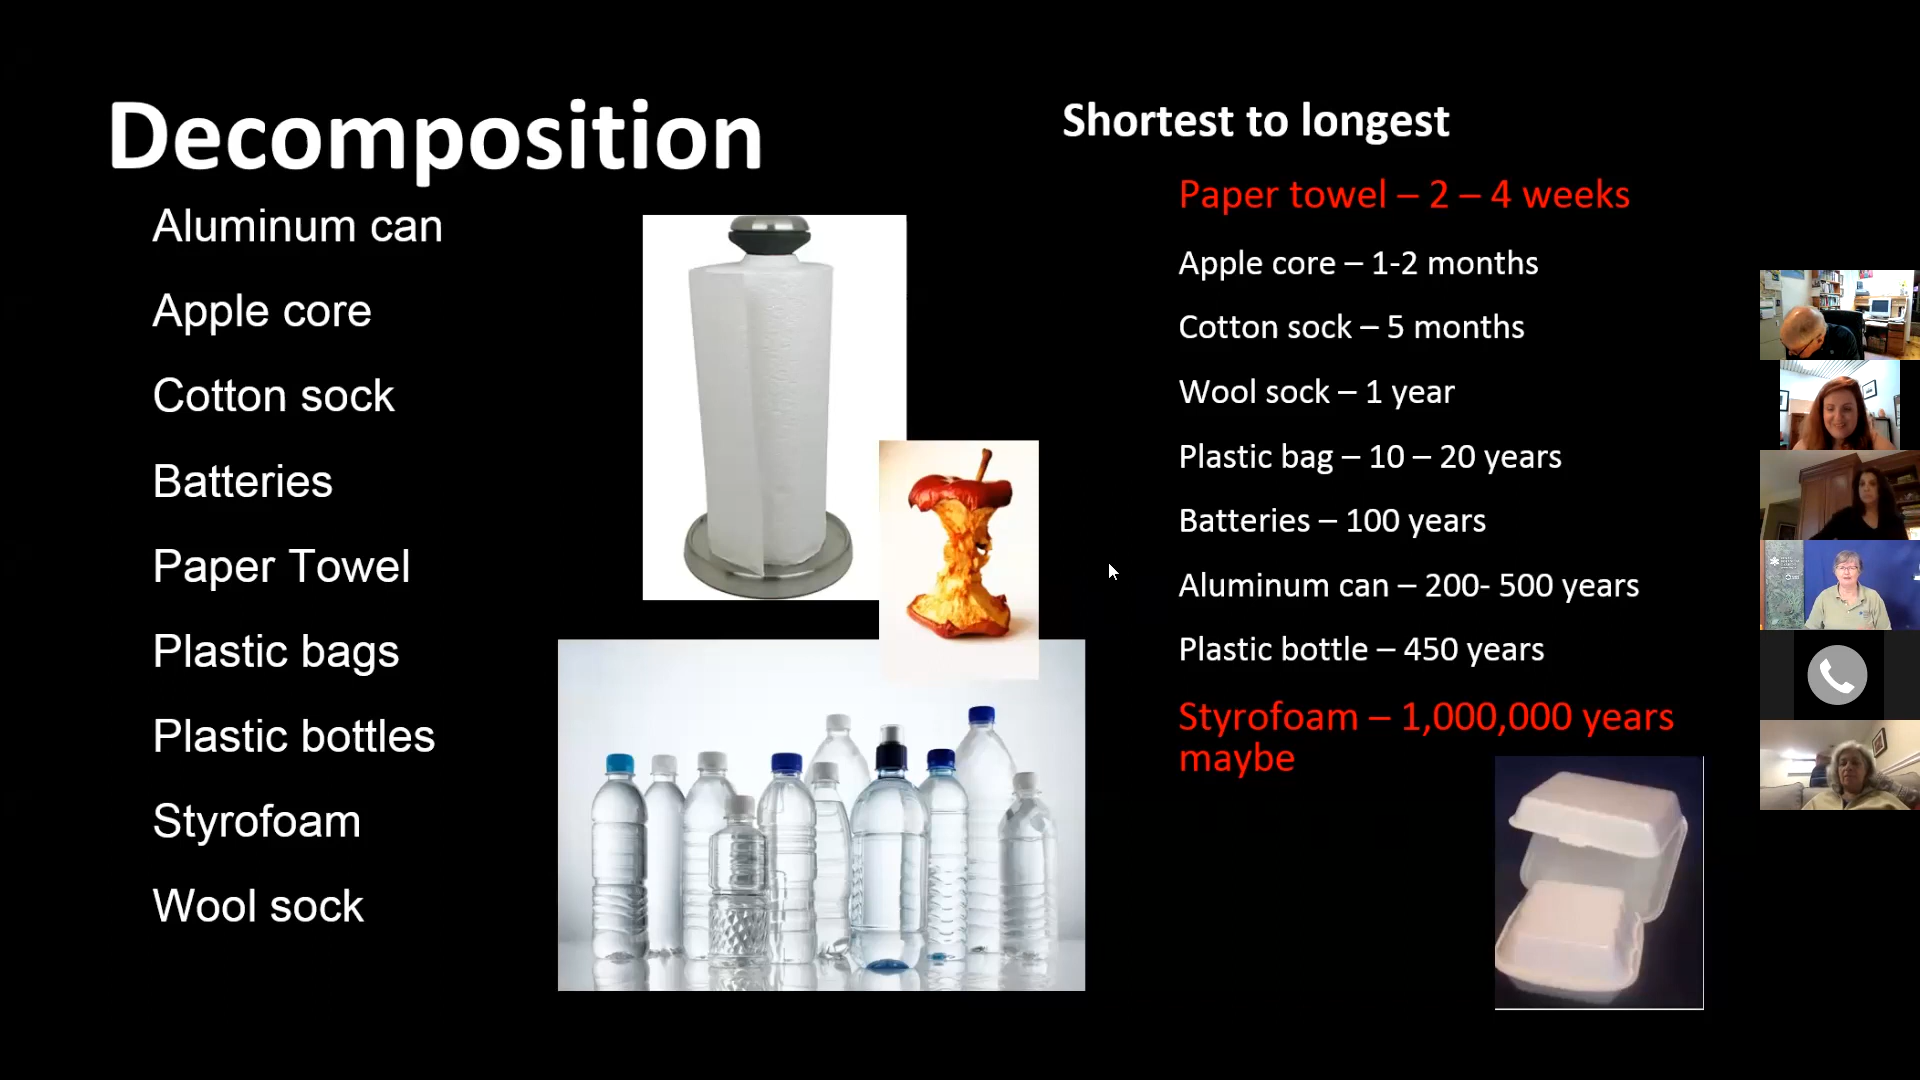 Decomposition
Aluminum can
Apple core
Cotton sock
Batteries
Paper Towel
Plastic bags
Plastic bottles
Styrofoam
Wool sock
Shortest to longest
Paper towel – 2 – 4 weeks
Apple core – 1-2 months
Cotton sock – 5 months
Wool sock – 1 year
Plastic bag – 10 – 20 years
Batteries – 100 years
Aluminum can – 200- 500 years
Plastic bottle – 450 years
Styrofoam – 1,000,000 years
maybe